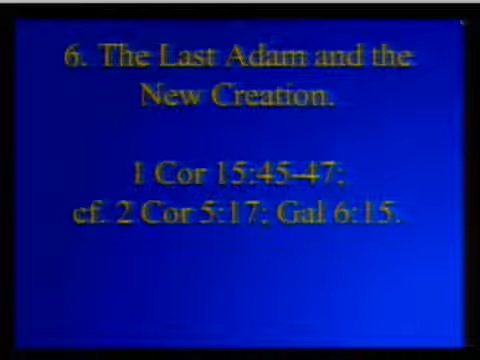 6. The Last Adam and the
New Creation.
1 Cor 15:45-47;
cf. 2 Cor 5:17; Gal 6:15.